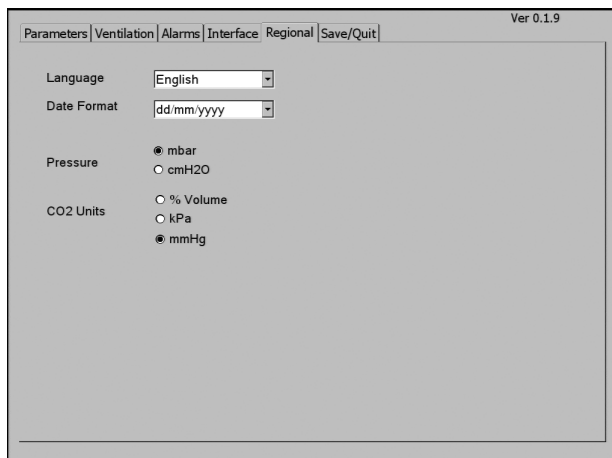 Ver 0.1.9
Parameters Ventilation Alarms Interface Regional Save/Quit
Language English
Date Format dd/mm/yyyy
Pressure
mbar
cmH2O
CO2 Units
% Volume
kPa
mmHg